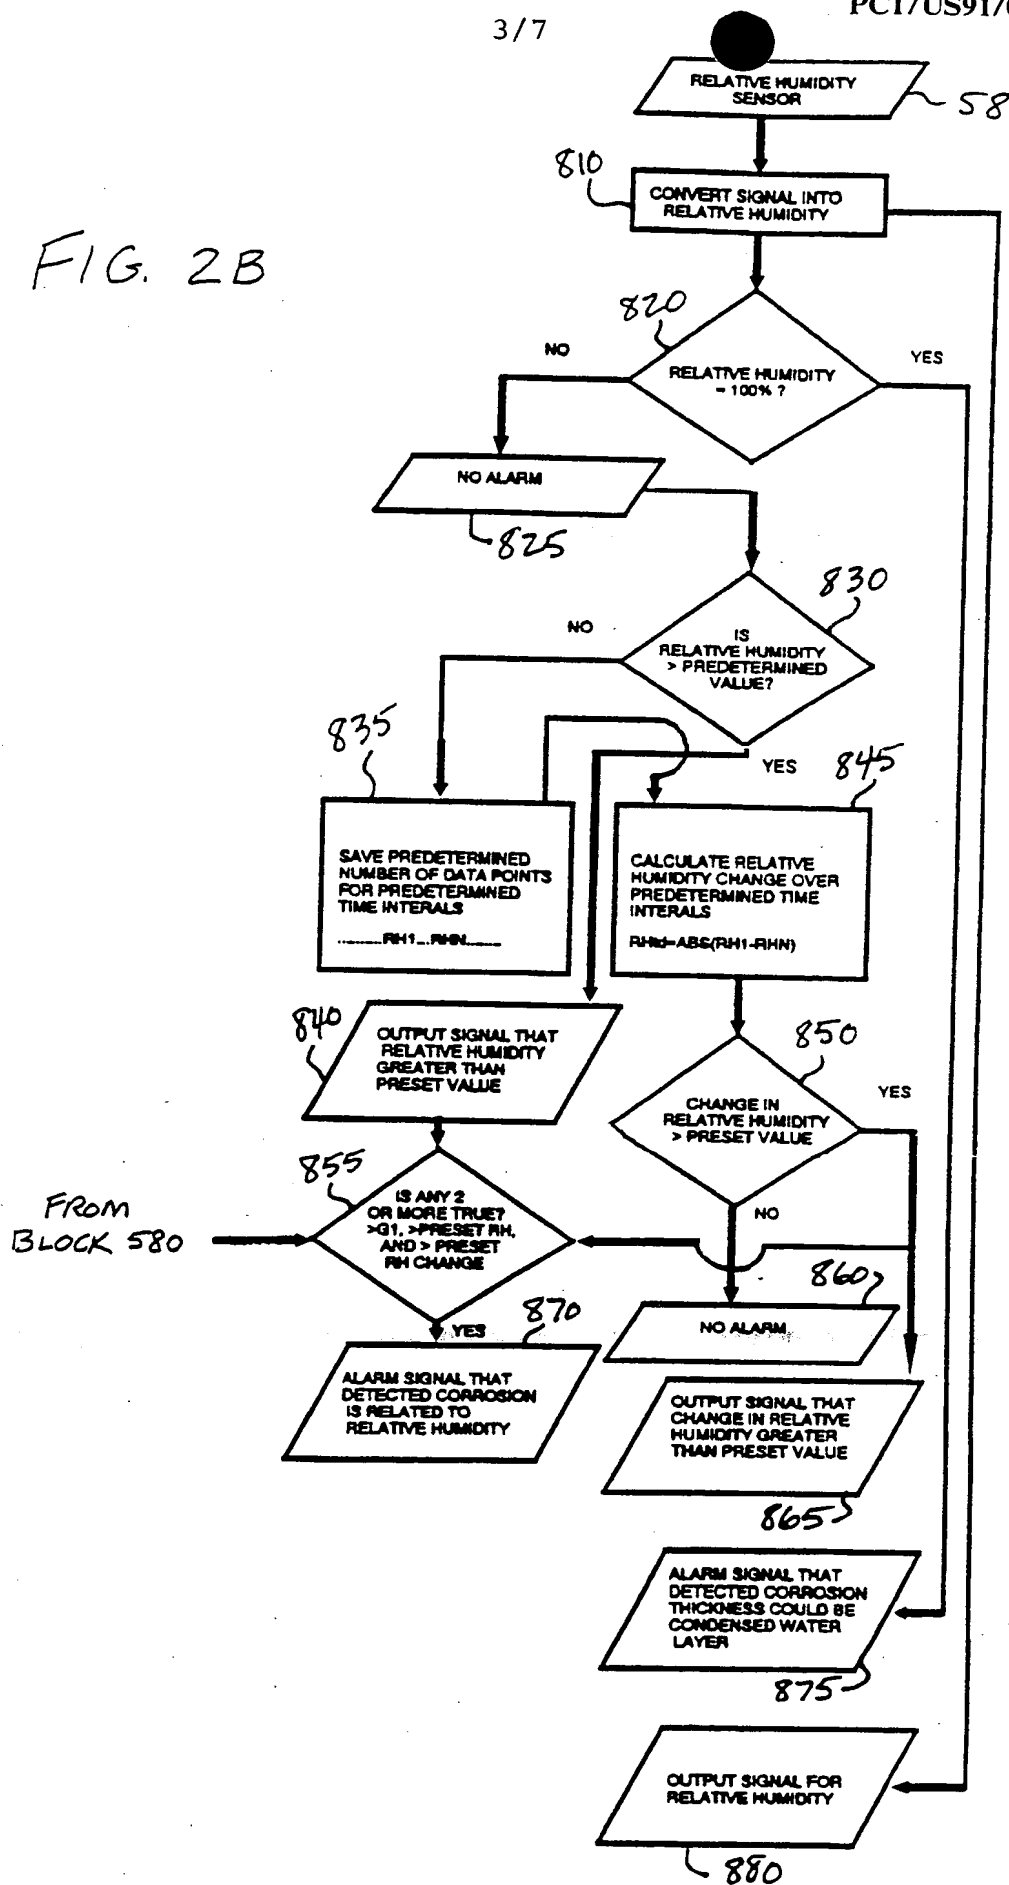 3/7
RELATIVE HUMIDITY
SENSOR
58
810
CONVERT SIGNAL INTO
RELATIVE HUMIDITY
FIG. 2B
820
NO
YES
RELATIVE HUMIDITY
= 100% ?
NO ALARM
825
830
NO
IS
RELATIVE HUMIDITY
> PREDETERMINED
VALUE?
YES
835
845
SAVE PREDETERMINED
NUMBER OF DATA POINTS
FOR PREDETERMINED
TIME INTERALS
.........RH1...RHN.......
CALCULATE RELATIVE
HUMIDITY CHANGE OVER
PREDETERMINED TIME
INTERALS
RHtd=ABS(RH1-RHN)
840
OUTPUT SIGNAL THAT
RELATIVE HUMIDITY
GREATER THAN
PRESET VALUE
850
YES
CHANGE IN
RELATIVE HUMIDITY
> PRESET VALUE
NO
855
IS ANY 2
OR MORE TRUE?
>G1, >PRESET RH,
AND > PRESET
RH CHANGE
FROM
BLOCK 580
YES
860
NO ALARM
870
ALARM SIGNAL THAT
DETECTED CORROSION
IS RELATED TO
RELATIVE HUMIDITY
OUTPUT SIGNAL THAT
CHANGE IN RELATIVE
HUMIDITY GREATER
THAN PRESET VALUE
865
ALARM SIGNAL THAT
DETECTED CORROSION
THICKNESS COULD BE
CONDENSED WATER
LAYER
875
OUTPUT SIGNAL FOR
RELATIVE HUMIDITY
880